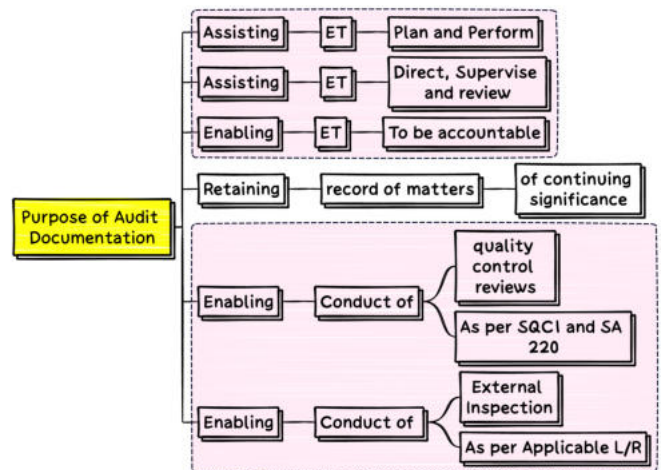 Assisting ET Plan and Perform
Assisting ET Direct, Supervise
and review
Enabling ET To be accountable
Retaining record of matters of continuing
significance
Purpose of Audit
Documentation
Enabling Conduct of quality
control
reviews
As per SQC1 and SA
220
Enabling Conduct of External
Inspection
As per Applicable L/R